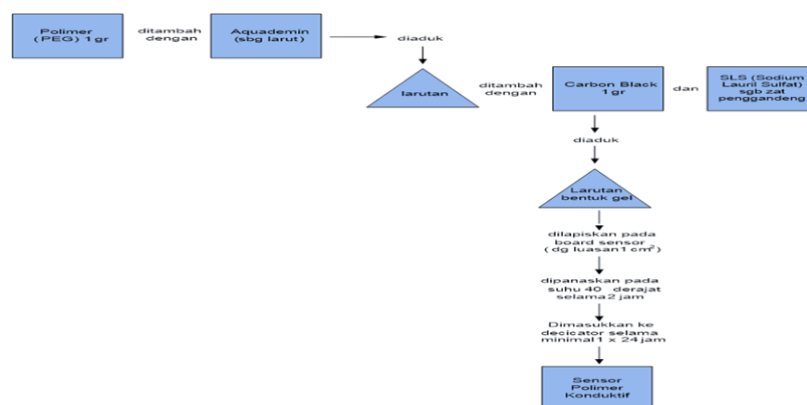 Polimer
(PEG) 1 gr
ditambah
dengan
Aquademin
(sbg larut)
diaduk
larutan
ditambah
dengan
Carbon Black
1 gr
dan
SLS (Sodium
Lauril Sulfat)
sgb zat
penggandeng
diaduk
Larutan
bentuk gel
dilapiskan pada
board sensor
(dg luasan 1 cm²)
dipanaskan pada
suhu 40 derajat
selama 2 jam
Dimasukkan ke
decicator selama
minimal 1 x 24 jam
Sensor
Polimer
Konduktif